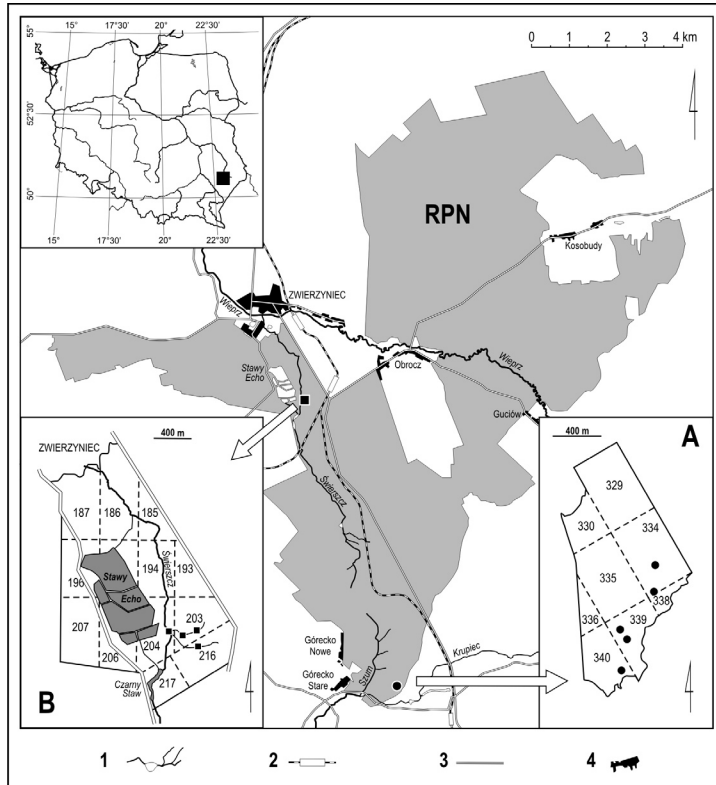 55°
15°
17°30'
20°
22°30'
52°30'
50°
15°
17°30'
20°
22°30'
0 1 2 3 4 km
RPN
Kosobudy
Wieprz
ZWIERZYNIEC
Stawy
Echo
Obrocz
Wieprz
Guciów
Świerszcz
Górecko
Nowe
Górecko
Stare
Szum
Krupiec
ZWIERZYNIEC
400 m
187
186
185
Świerszcz
194
193
196
Stawy
Echo
207
203
204
206
216
217
Czarny
Staw
B
400 m
A
329
330
334
335
338
336
339
340
1
2
3
4